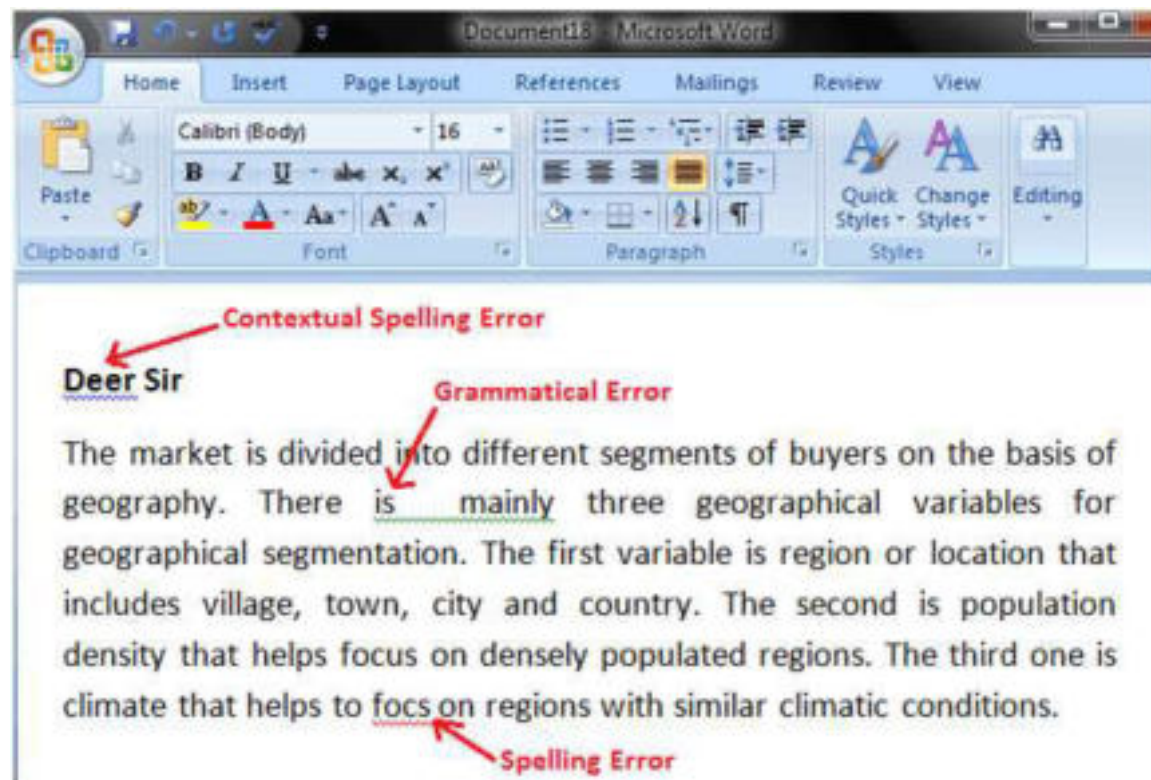 Document18 - Microsoft Word
Home Insert Page Layout References Mailings Review View
Calibri (Body) 16
Paste
B I U abc x, x²
Aa A A
Quick Styles
Change Styles
Editing
Clipboard Font Paragraph Styles
Contextual Spelling Error
Deer Sir
Grammatical Error
The market is divided into different segments of buyers on the basis of
geography. There is mainly three geographical variables for
geographical segmentation. The first variable is region or location that
includes village, town, city and country. The second is population
density that helps focus on densely populated regions. The third one is
climate that helps to focs on regions with similar climatic conditions.
Spelling Error